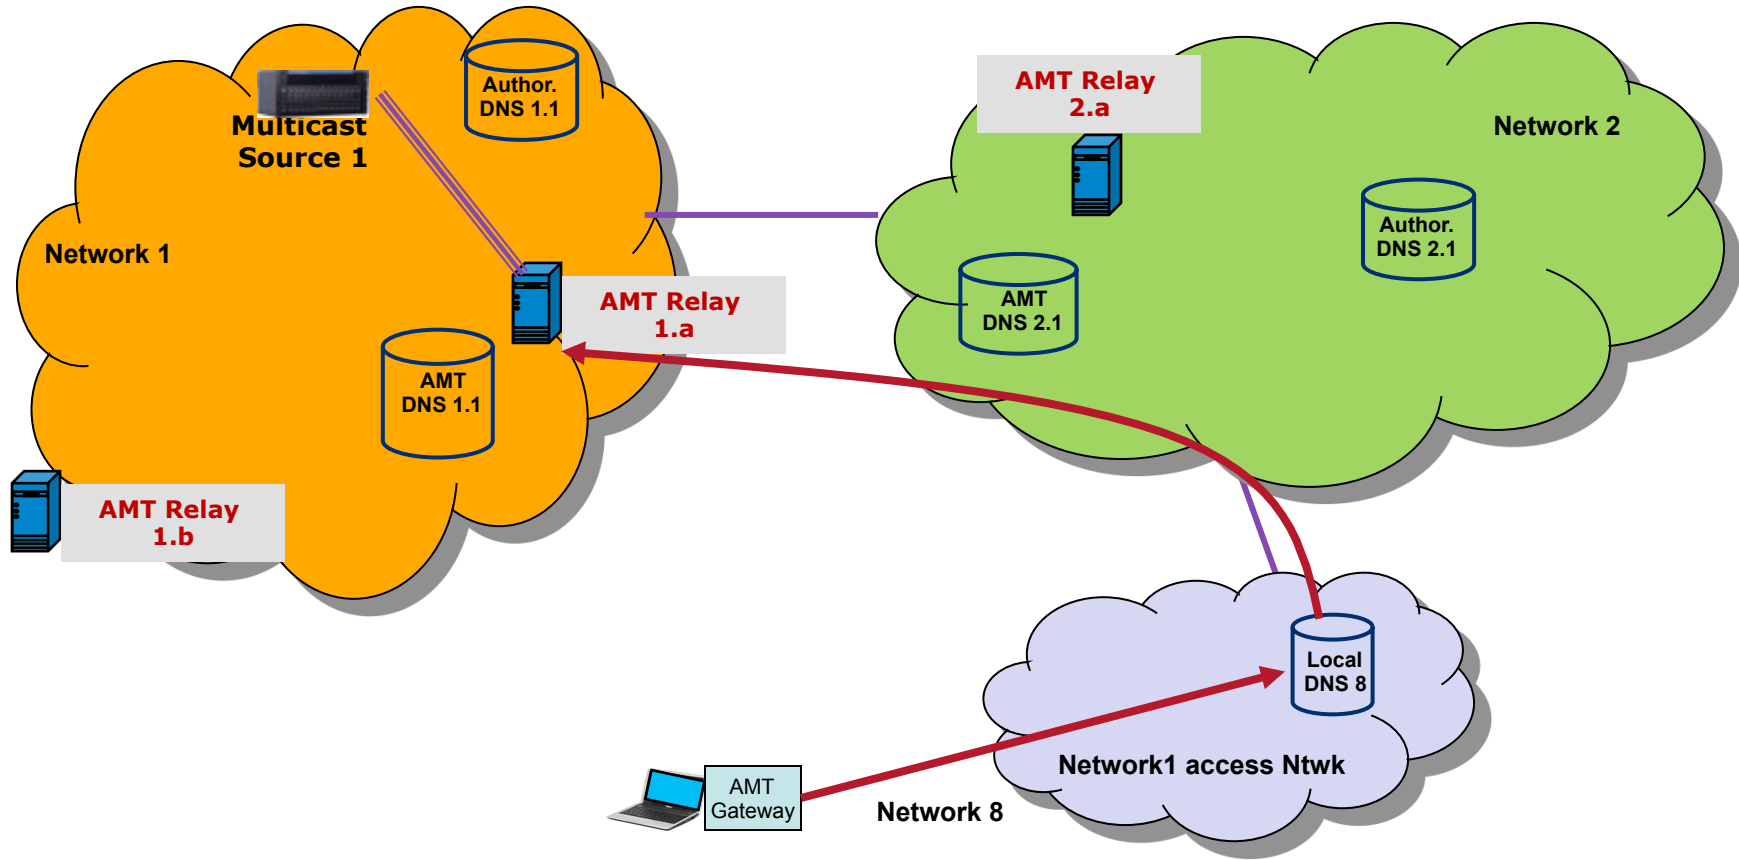 Author.
DNS 1.1
Multicast
Source 1
Network 1
AMT Relay
1.a
AMT
DNS 1.1
AMT Relay
1.b
AMT Relay
2.a
Network 2
Author.
DNS 2.1
AMT
DNS 2.1
Local
DNS 8
Network1 access Ntwk
AMT
Gateway
Network 8